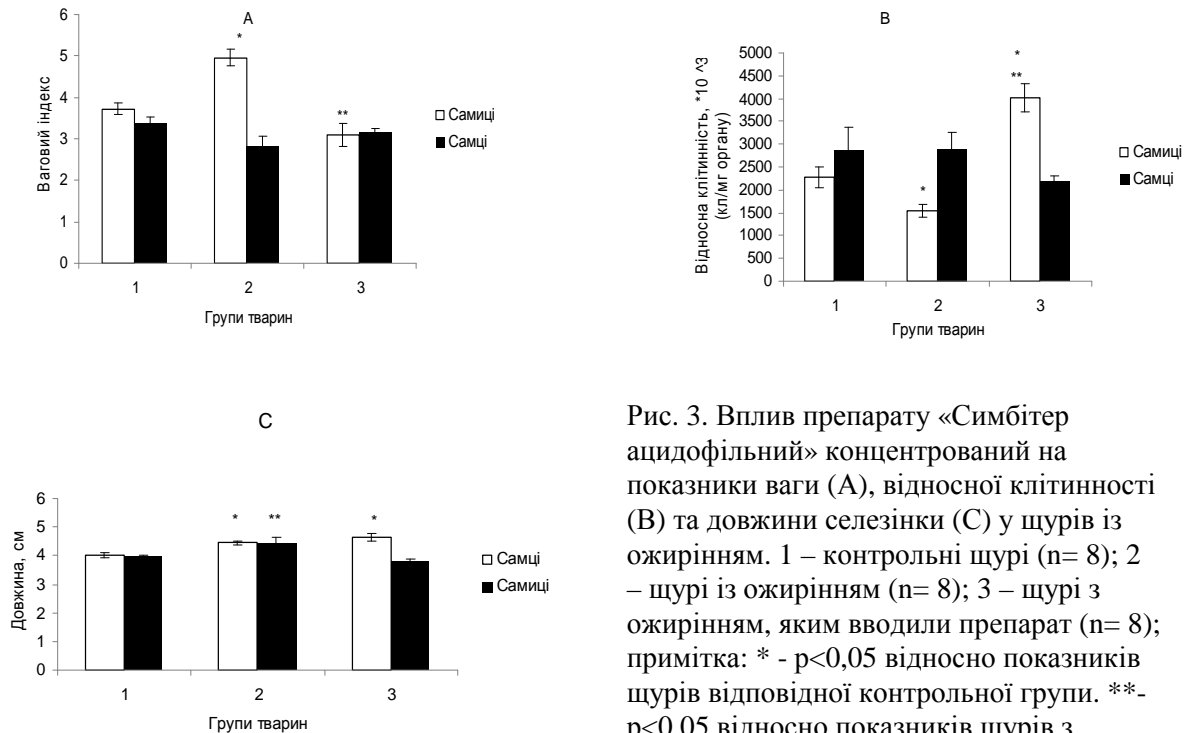 A
*
**
6
5
4
3
2
1
0
Ваговий індекс
1 2 3
Групи тварин
Самиці
Самці
B
*
**
*
5000
4500
4000
3500
3000
2500
2000
1500
1000
500
0
Відносна клітинність, *10 ^3
(кл/мг органу)
1 2 3
Групи тварин
Самиці
Самці
C
* ** *
6
5
4
3
2
1
0
Довжина, см
1 2 3
Групи тварин
Самці
Самиці
Рис. 3. Вплив препарату «Симбітер
ацидофільний» концентрований на
показники ваги (А), відносної клітинності
(В) та довжини селезінки (С) у щурів із
ожирінням. 1 – контрольні щурі (n= 8); 2
– щурі із ожирінням (n= 8); 3 – щурі з
ожирінням, яким вводили препарат (n= 8);
примітка: * - p<0,05 відносно показників
щурів відповідної контрольної групи. **-
p<0,05 відносно показників щурів з